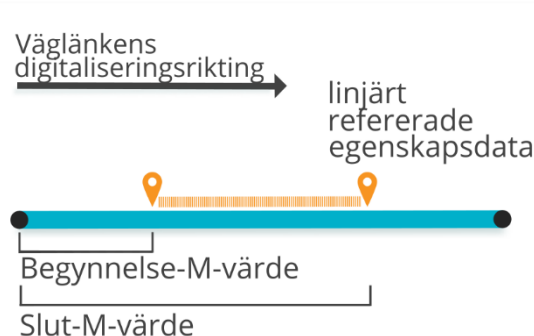 Väglänkens
digitaliseringsrikting
linjärt
refererade
egenskapsdata
Begynnelse-M-värde
Slut-M-värde